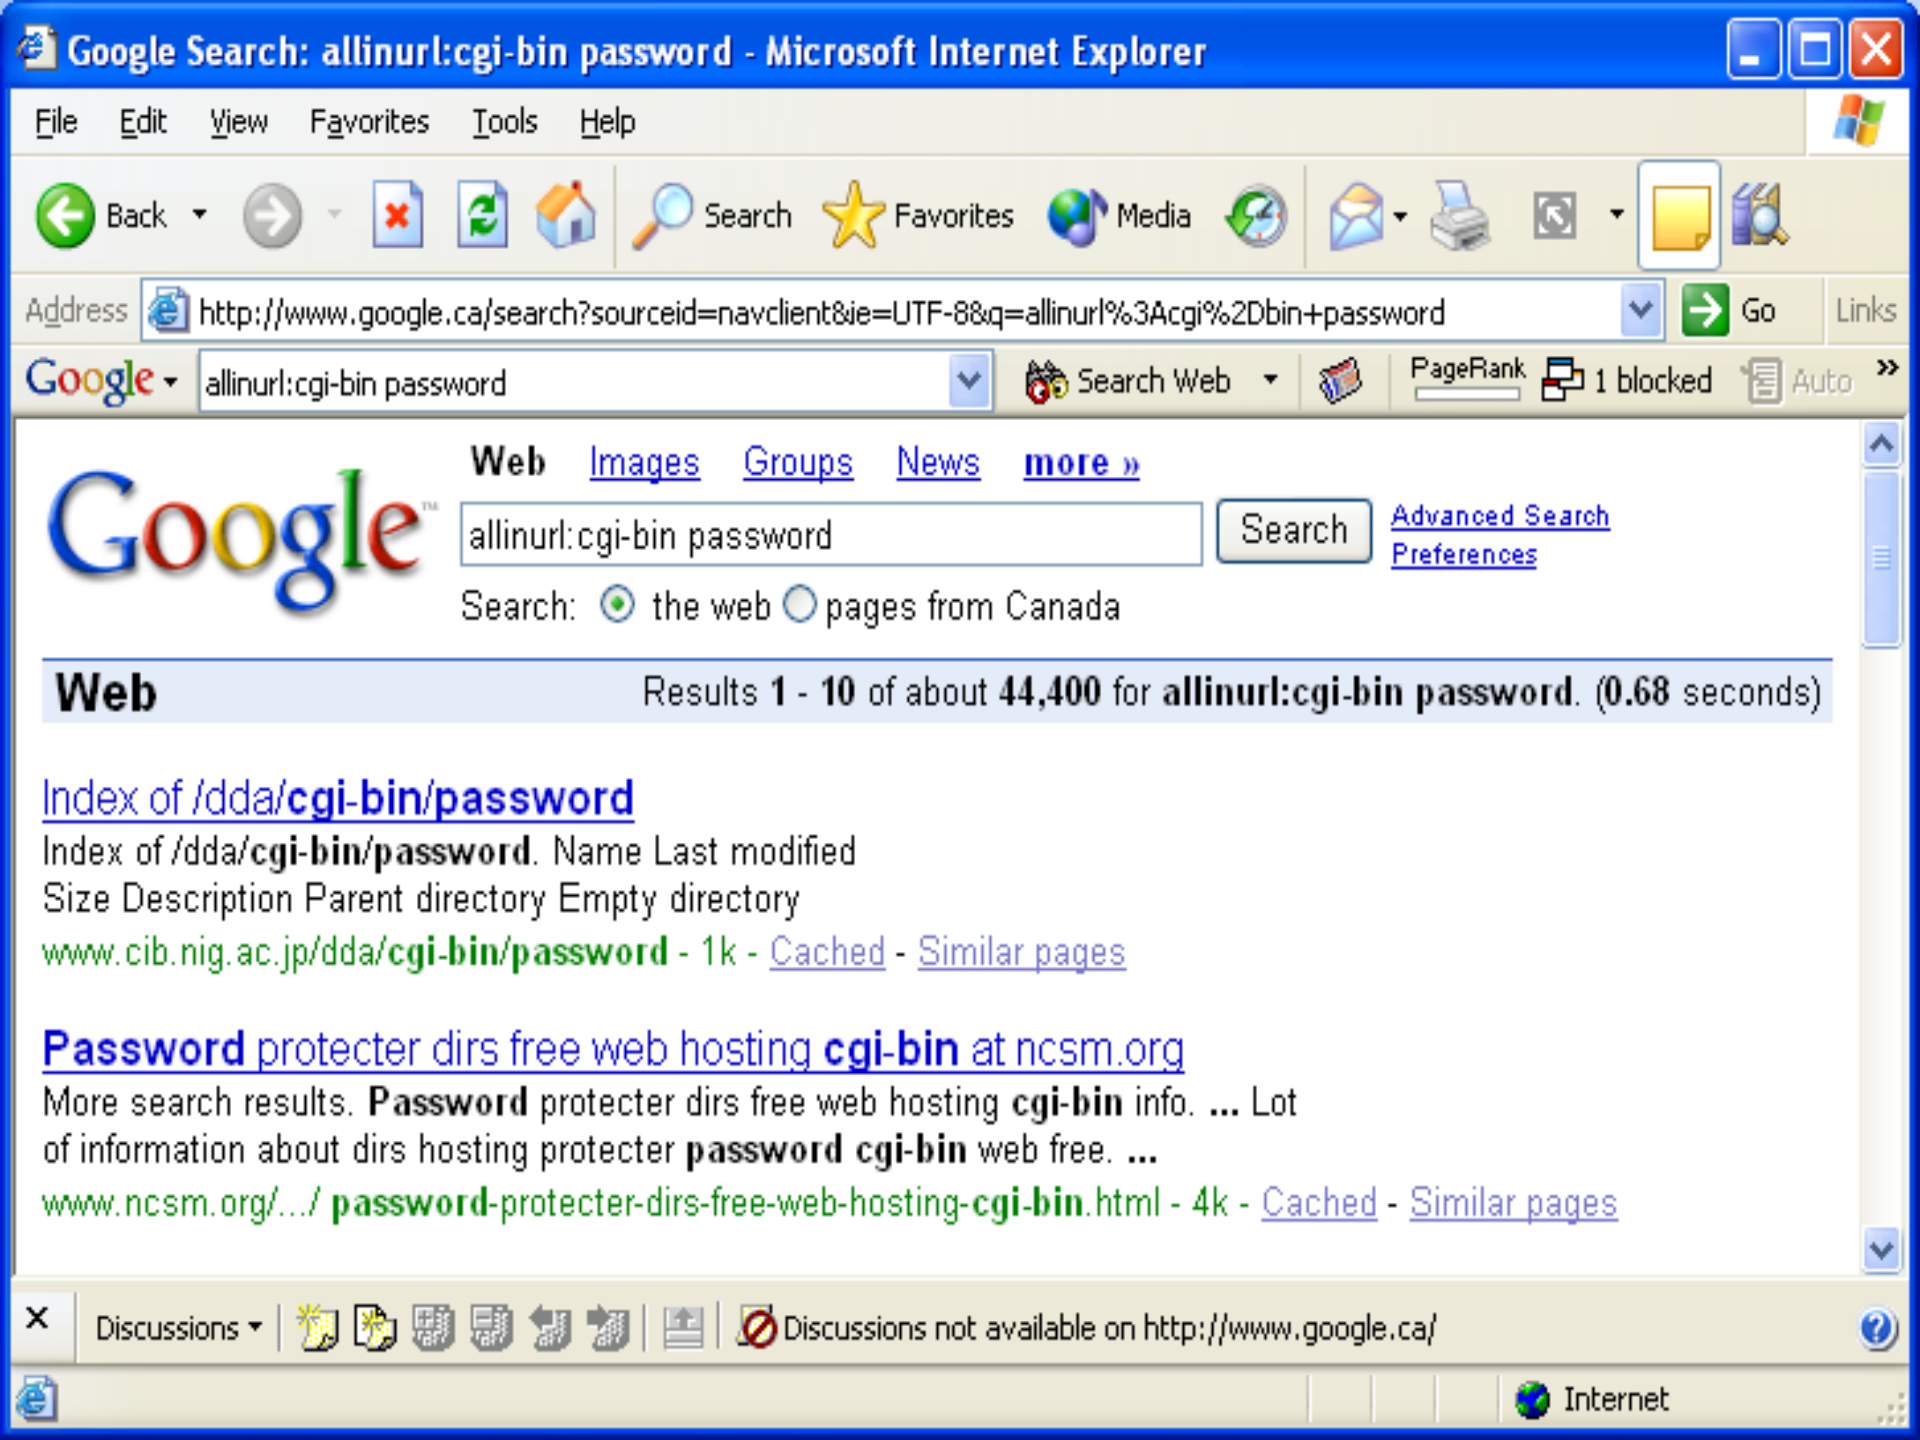 Google Search: allinurl:cgi-bin password - Microsoft Internet Explorer
File Edit View Favorites Tools Help
Back Search Favorites Media
Address http://www.google.ca/search?sourceid=navclient&ie=UTF-8&q=allinurl%3Acgi%2Dbin+password Go Links
Google allinurl:cgi-bin password Search Web PageRank 1 blocked Auto »
Web Images Groups News more »
Google™ allinurl:cgi-bin password Search Advanced Search
Preferences
Search: the web pages from Canada
Web Results 1 - 10 of about 44,400 for allinurl:cgi-bin password. (0.68 seconds)
Index of /dda/cgi-bin/password
Index of /dda/cgi-bin/password. Name Last modified
Size Description Parent directory Empty directory
www.cib.nig.ac.jp/dda/cgi-bin/password - 1k - Cached - Similar pages
Password protecter dirs free web hosting cgi-bin at ncsm.org
More search results. Password protecter dirs free web hosting cgi-bin info. ... Lot
of information about dirs hosting protecter password cgi-bin web free. ...
www.ncsm.org/.../ password-protecter-dirs-free-web-hosting-cgi-bin.html - 4k - Cached - Similar pages
Discussions Discussions not available on http://www.google.ca/
Internet